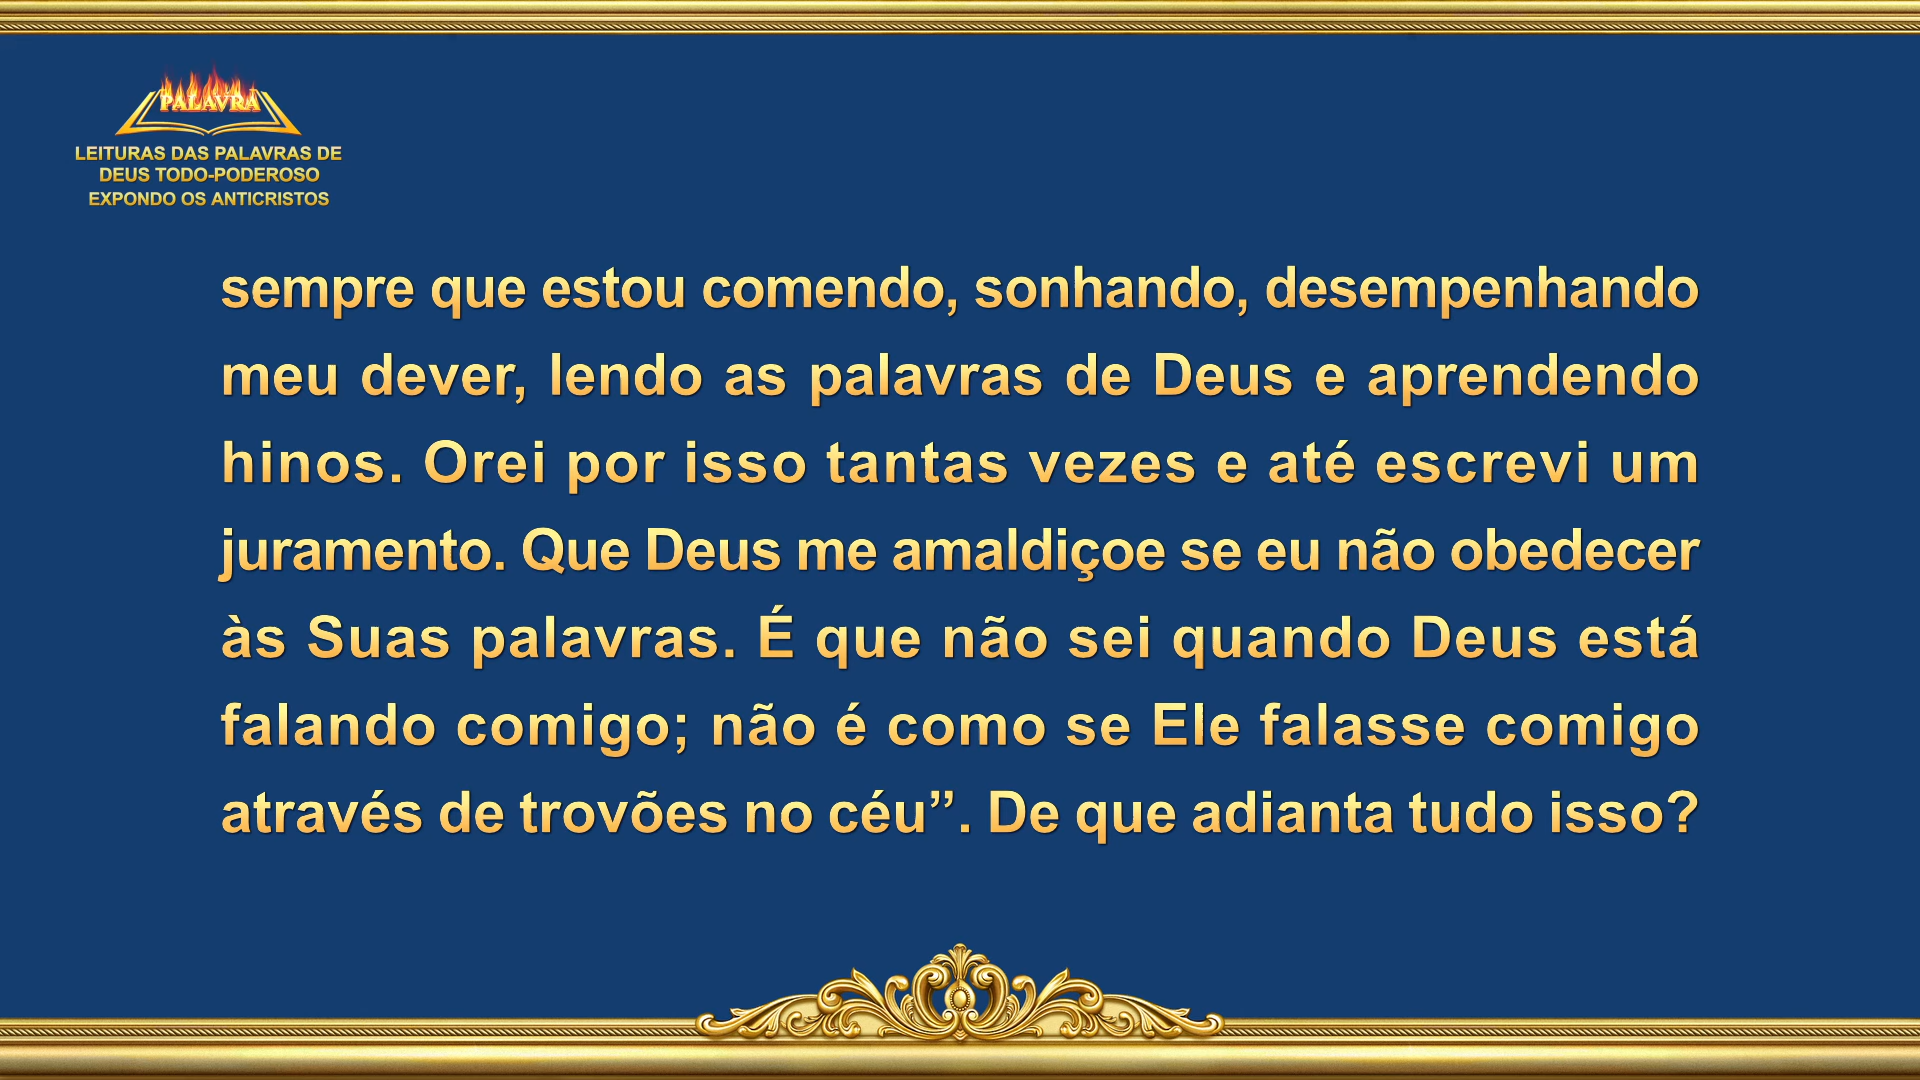 PALAVRA
LEITURAS DAS PALAVRAS DE
DEUS TODO-PODEROSO
EXPONDO OS ANTICRISTOS
sempre que estou comendo, sonhando, desempenhando
meu dever, lendo as palavras de Deus e aprendendo
hinos. Orei por isso tantas vezes e até escrevi um
juramento. Que Deus me amaldiçoe se eu não obedecer
às Suas palavras. É que não sei quando Deus está
falando comigo; não é como se Ele falasse comigo
através de trovões no céu”. De que adianta tudo isso?